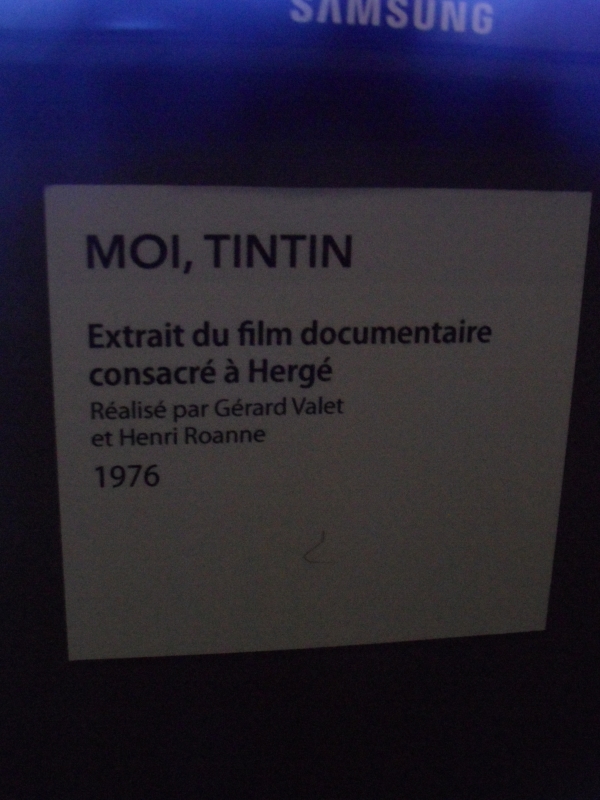 SAMSUNG
MOI, TINTIN
Extrait du film documentaire
consacré à Hergé
Réalisé par Gérard Valet
et Henri Roanne
1976